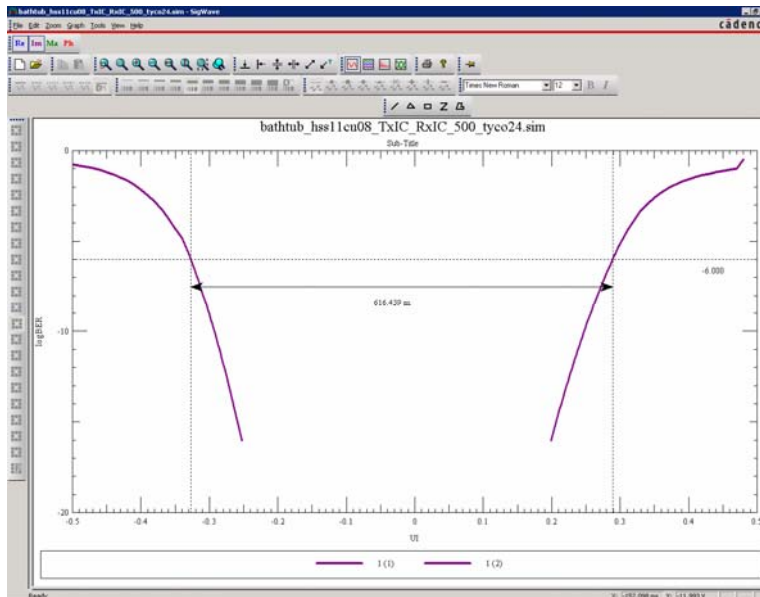 bathtub_hss11cu08_TxIC_RxIC_500_tyco24.sim - SigWave
File Edit Zoom Graph Tools View Help
cādenc
Re Im Ma Ph
Times New Roman 12 B I
bathtub_hss11cu08_TxIC_RxIC_500_tyco24.sim
Sub-Title
0
-6.000
616.439 m
logBER
-10
-20
-0.5 -0.4 -0.3 -0.2 -0.1 0 0.1 0.2 0.3 0.4 0.5
UI
1 (1) 1 (2)
Ready